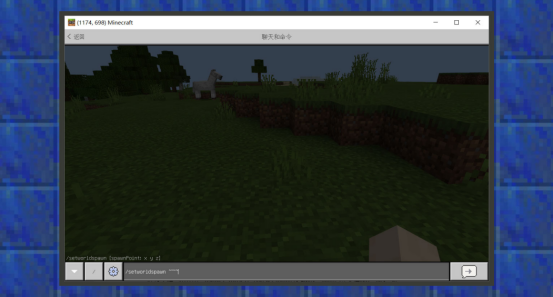 (1174, 698) Minecraft
返回
聊天和命令
/setworldspawn [spawnPoint: x y z]
/setworldspawn ~~~